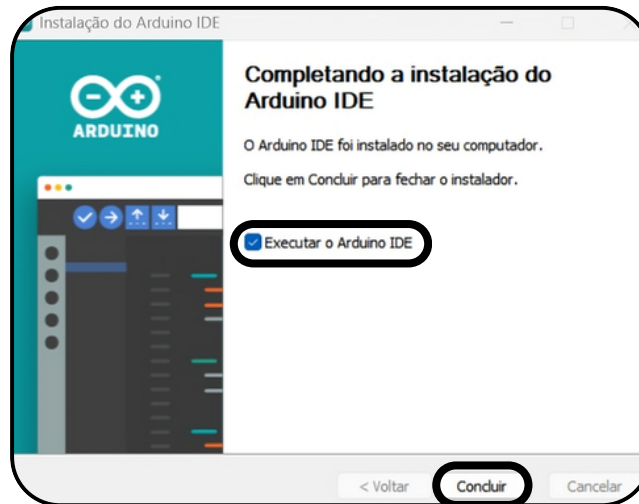 Instalação do Arduino IDE
ARDUINO
Completando a instalação do
Arduino IDE
O Arduino IDE foi instalado no seu computador.
Clique em Concluir para fechar o instalador.
Executar o Arduino IDE
< Voltar
Concluir
Cancelar